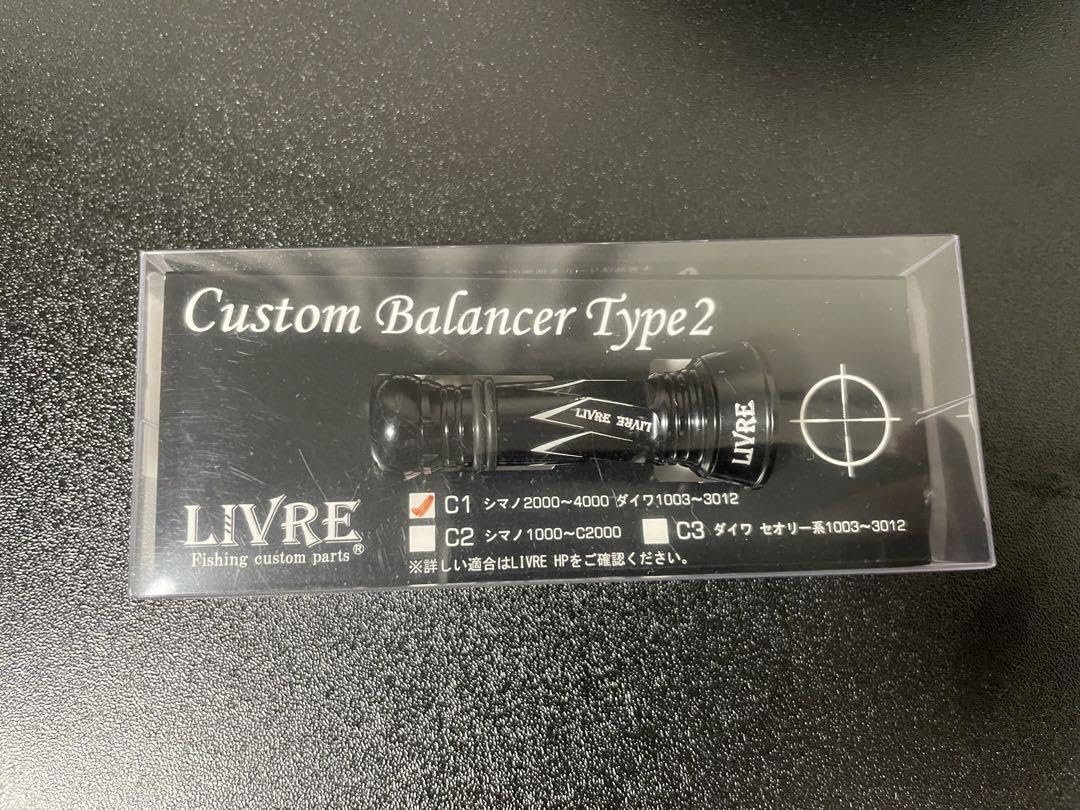 Custom Balancer Type2
LIVRE LIVRE
LIVRE
LIVRE
Fishing custom parts®
C1 シマノ2000～4000 ダイワ1003～3012
C2 シマノ1000～C2000
C3 ダイワ セオリー系1003～3012
※詳しい適合はLIVRE HPをご確認ください。